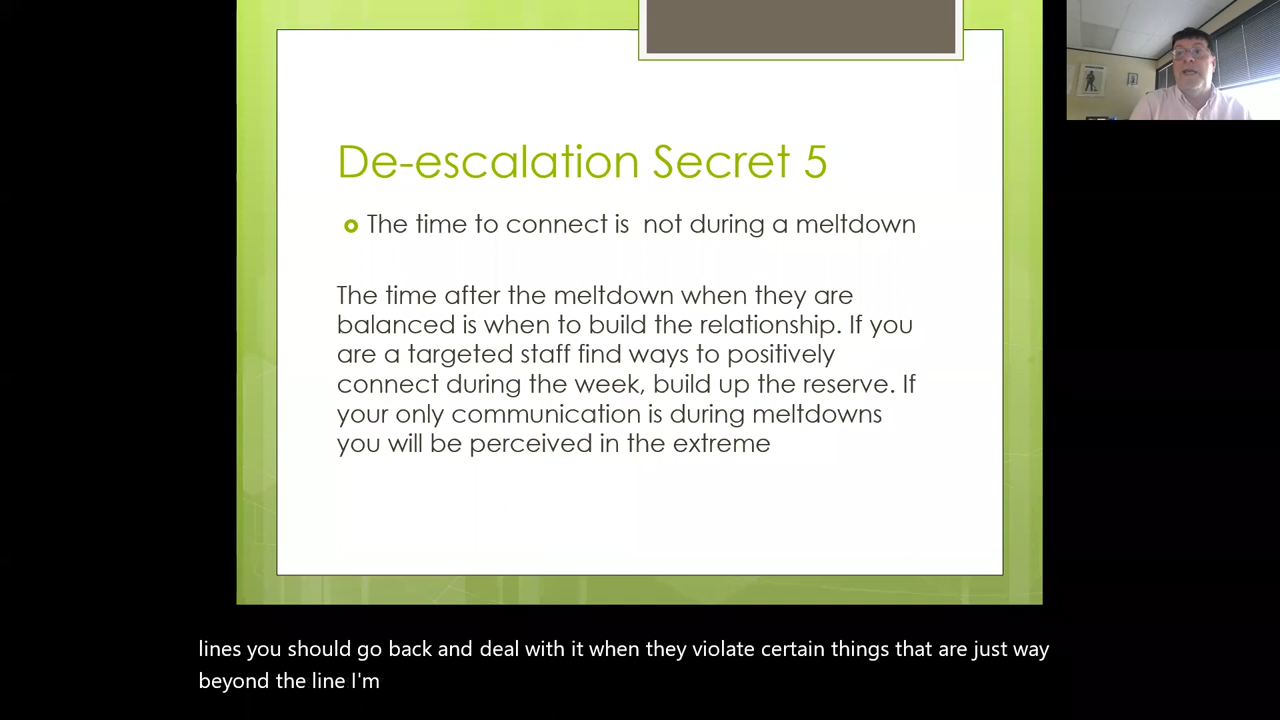 De-escalation Secret 5
The time to connect is  not during a meltdown
The time after the meltdown when they are
balanced is when to build the relationship. If you
are a targeted staff find ways to positively
connect during the week, build up the reserve. If
your only communication is during meltdowns
you will be perceived in the extreme
lines you should go back and deal with it when they violate certain things that are just way
beyond the line I'm